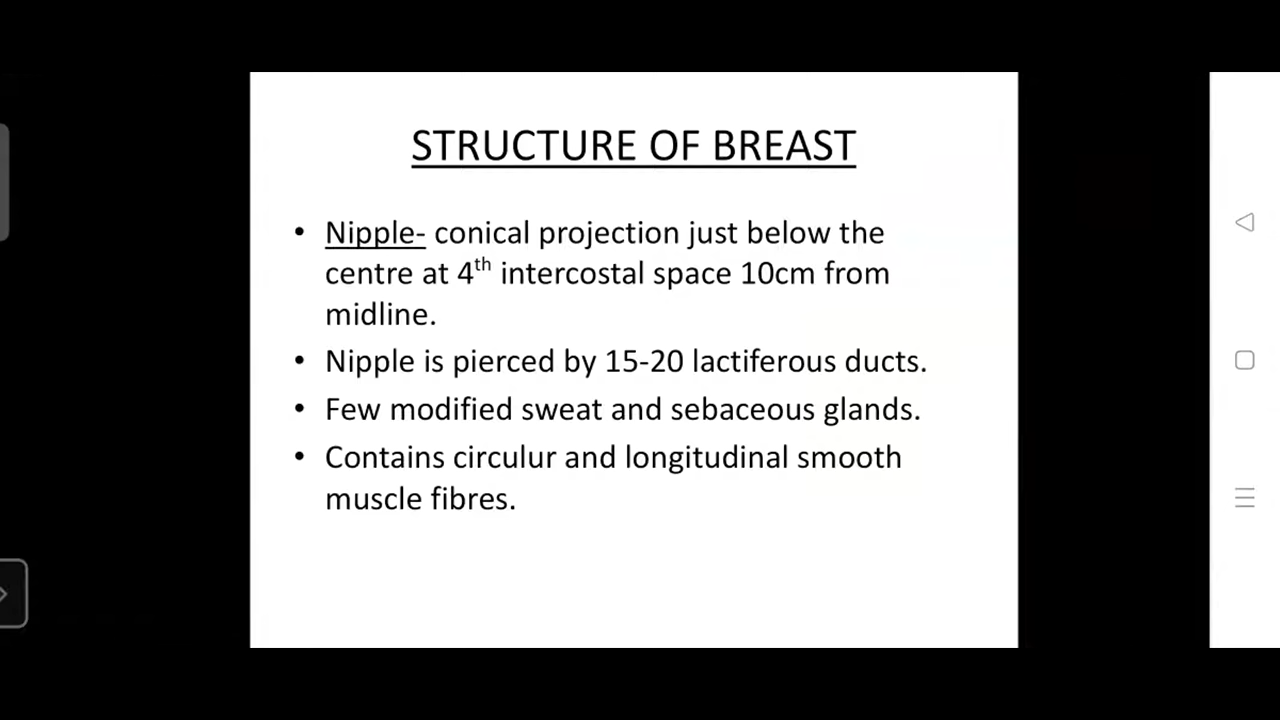 STRUCTURE OF BREAST
• Nipple- conical projection just below the
centre at 4th intercostal space 10cm from
midline.
• Nipple is pierced by 15-20 lactiferous ducts.
• Few modified sweat and sebaceous glands.
• Contains circulur and longitudinal smooth
muscle fibres.